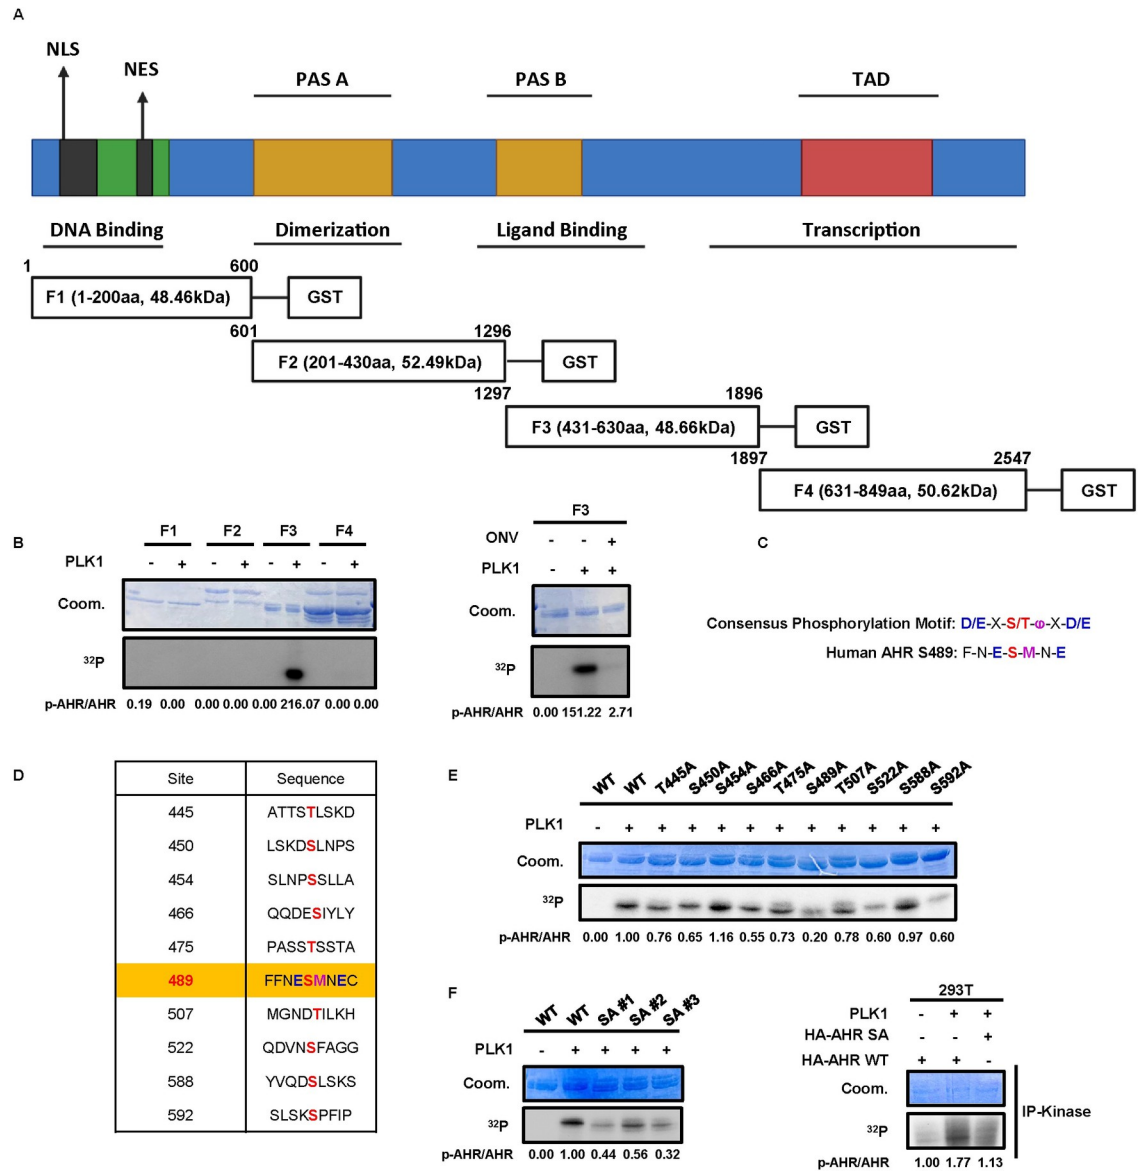 A
NLS
NES
PAS A
PAS B
TAD
DNA Binding
Dimerization
Ligand Binding
Transcription
1
600
F1 (1-200aa, 48.46kDa)
GST
601
1296
F2 (201-430aa, 52.49kDa)
GST
1297
1896
F3 (431-630aa, 48.66kDa)
GST
1897
2547
F4 (631-849aa, 50.62kDa)
GST
B
F1 F2 F3 F4
PLK1 - + - + - + - +
Coom.
32P
p-AHR/AHR 0.19 0.00 0.00 0.00 0.00 216.07 0.00 0.00
F3
ONV - - +
PLK1 - + +
Coom.
32P
p-AHR/AHR 0.00 151.22 2.71
C
Consensus Phosphorylation Motif: D/E-X-S/T-φ-X-D/E
Human AHR S489: F-N-E-S-M-N-E
D
Site Sequence
445 ATTSTLSKD
450 LSKDSLNPS
454 SLNPSSLLA
466 QQDESIYLY
475 PASSTSSTA
489 FFNESMNEC
507 MGNDTILKH
522 QDVNSFAGG
588 YVQDSLSKS
592 SLSKSPFIP
E
WT WT T445A S450A S454A S466A T475A S489A T507A S522A S588A S592A
PLK1 - + + + + + + + + + + +
Coom.
32P
p-AHR/AHR 0.00 1.00 0.76 0.65 1.16 0.55 0.73 0.20 0.78 0.60 0.97 0.60
F
WT WT SA #1 SA #2 SA #3
PLK1 - + + + +
Coom.
32P
p-AHR/AHR 0.00 1.00 0.44 0.56 0.32
293T
PLK1 - + +
HA-AHR SA - - +
HA-AHR WT + + -
Coom.
IP-Kinase
32P
p-AHR/AHR 1.00 1.77 1.13